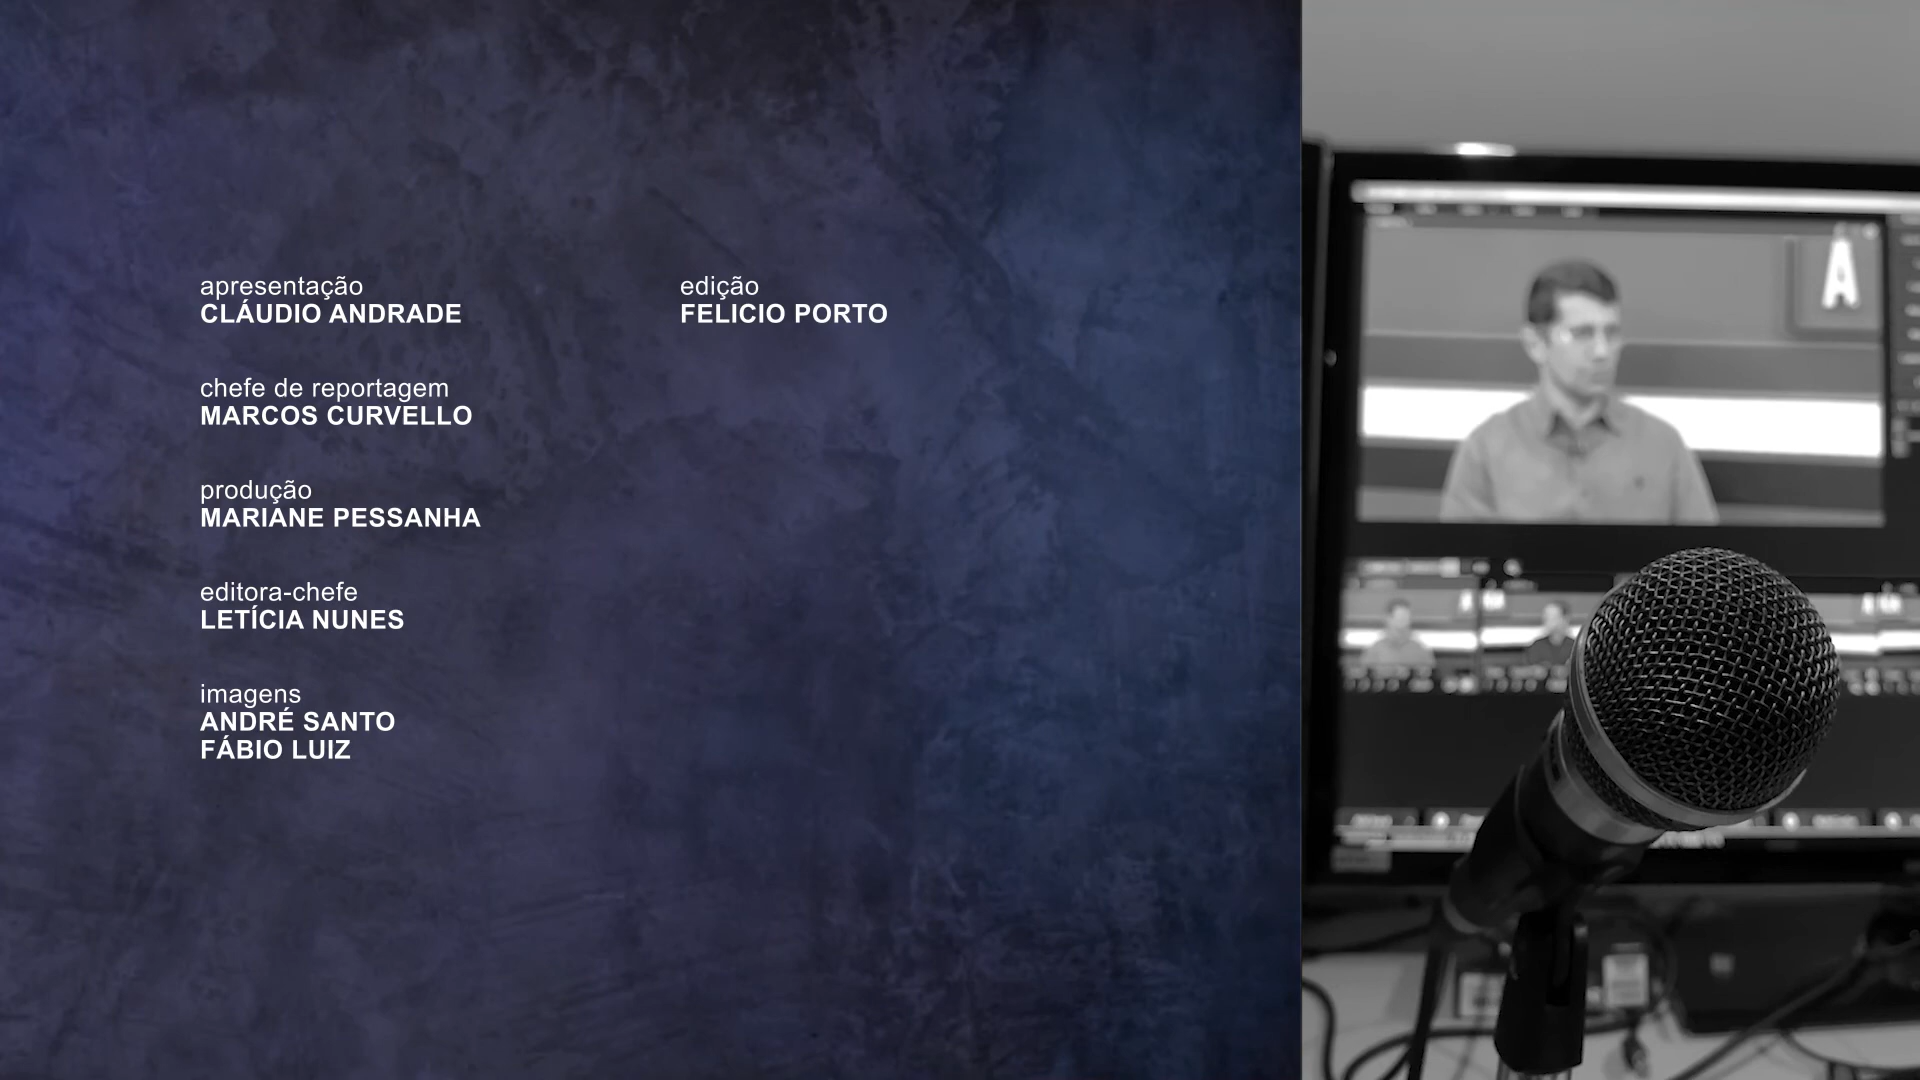 apresentação
CLÁUDIO ANDRADE
chefe de reportagem
MARCOS CURVELLO
produção
MARIANE PESSANHA
editora-chefe
LETÍCIA NUNES
imagens
ANDRÉ SANTO
FÁBIO LUIZ
edição
FELICIO PORTO
A